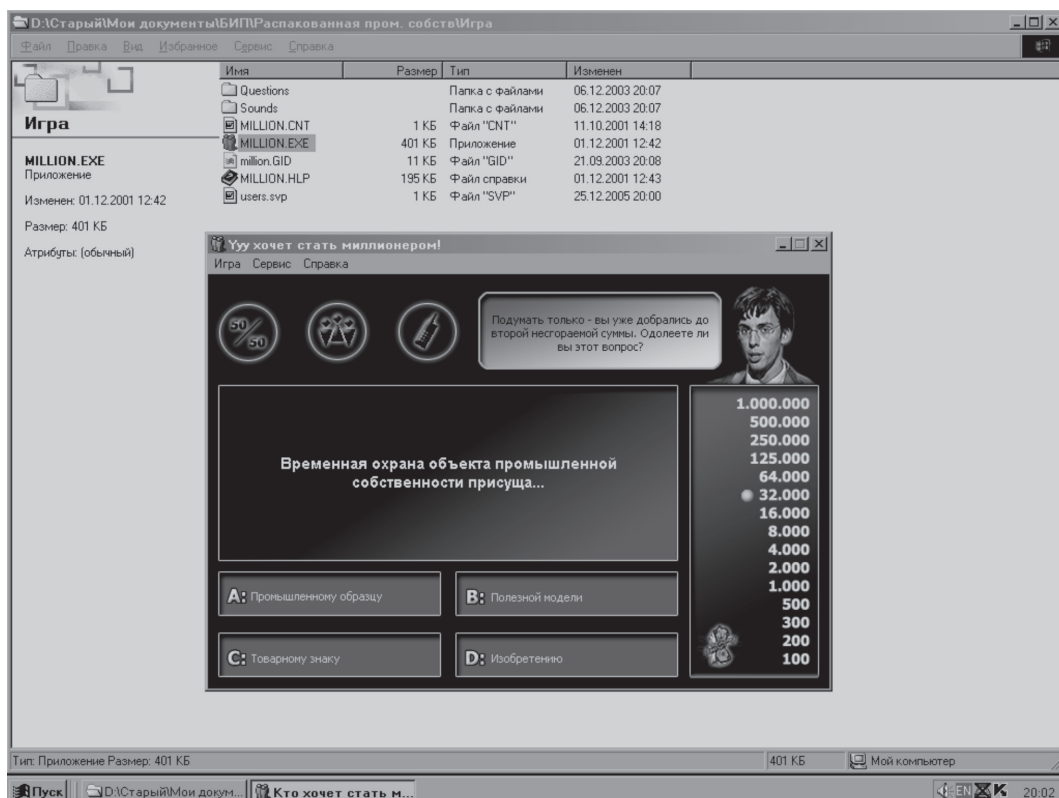 D:\Старый\Мои документы\БИП\Распакованная пром. собств\Игра
Файл Правка Вид Избранное Сервис Справка
Имя Размер Тип Изменен
Questions Папка с файлами 06.12.2003 20:07
Sounds Папка с файлами 06.12.2003 20:07
MILLION.CNT 1 КБ Файл "CNT" 11.10.2001 14:18
MILLION.EXE 401 КБ Приложение 01.12.2001 12:42
million.GID 11 КБ Файл "GID" 21.09.2003 20:08
MILLION.HLP 195 КБ Файл справки 01.12.2001 12:43
users.svp 1 КБ Файл "SVP" 25.12.2005 20:00
Игра
MILLION.EXE
Приложение
Изменен: 01.12.2001 12:42
Размер: 401 КБ
Атрибуты: (обычный)
Yyy хочет стать миллионером!
Игра Сервис Справка
50/50
Подумать только - вы уже добрались до
второй несгораемой суммы. Одолеете ли
вы этот вопрос?
Временная охрана объекта промышленной
собственности присуща...
A: Промышленному образцу
B: Полезной модели
C: Товарному знаку
D: Изобретению
1.000.000
500.000
250.000
125.000
64.000
32.000
16.000
8.000
4.000
2.000
1.000
500
300
200
100
Тип: Приложение Размер: 401 КБ 401 КБ Мой компьютер
Пуск D:\Старый\Мои докум... Кто хочет стать м... EN K 20:02